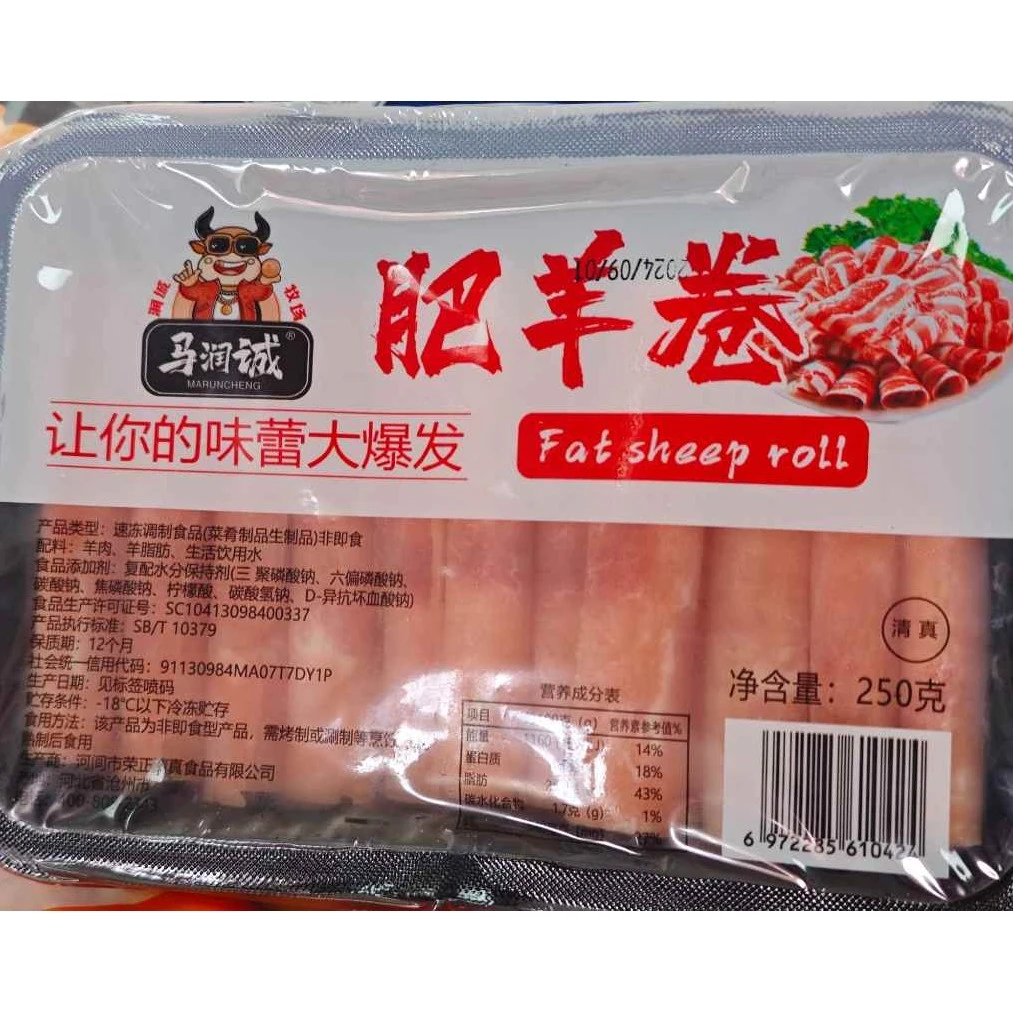 润诚
牧场
马润诚®
MARUNCHENG
肥羊卷
2024/09/01
让你的味蕾大爆发
Fat sheep roll
产品类型：速冻调制食品(菜肴制品生制品)非即食
配料：羊肉、羊脂肪、生活饮用水
食品添加剂：复配水分保持剂(三 聚磷酸钠、六偏磷酸钠、
碳酸钠、焦磷酸钠、柠檬酸、碳酸氢钠、D-异抗坏血酸钠)
食品生产许可证号：SC10413098400337
产品执行标准：SB/T 10379
保质期：12个月
社会统一信用代码：91130984MA07T7DY1P
生产日期：见标签喷码
贮存条件：-18℃以下冷冻贮存
食用方法：该产品为非即食型产品，需烤制或涮制等烹饪
熟制后食用
生产商：河间市荣正清真食品有限公司
河北省沧州市
清真
净含量：250克
营养成分表
项目 (g) 营养素参考值%
能量 14%
蛋白质 18%
脂肪 43%
碳水化合物 1.7克(g) 1%
6 972285 610427